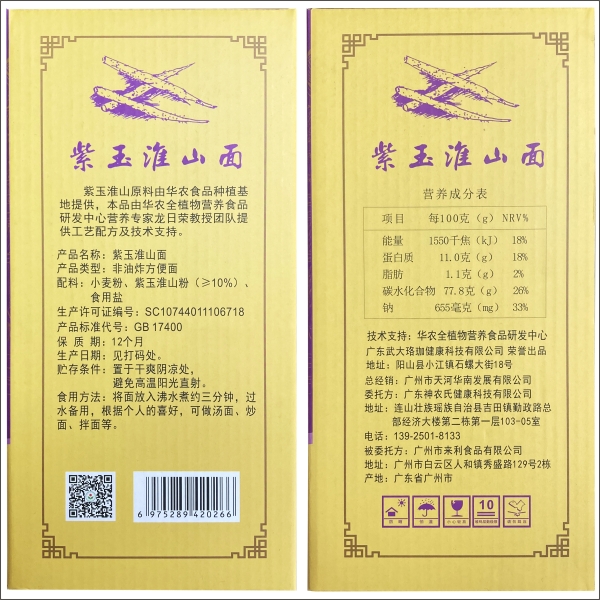 紫玉淮山面
紫玉淮山原料由华农食品种植基
地提供，本品由华农全植物营养食品
研发中心营养专家龙日荣教授团队提
供工艺配方及技术支持。
产品名称：紫玉淮山面
产品类型：非油炸方便面
配料：小麦粉、紫玉淮山粉（≥10%）、
食用盐
生产许可证编号：SC10744011106718
产品标准代号：GB 17400
保 质 期：12个月
生产日期：见打码处。
贮存条件：置于干爽阴凉处，
避免高温阳光直射。
食用方法：将面放入沸水煮约三分钟，过
水备用，根据个人的喜好，可做汤面、炒
面、拌面等。
6 975289 420266
紫玉淮山面
营养成分表
项目 每100克（g） NRV%
能量 1550千焦（kJ） 18%
蛋白质 11.0克（g） 18%
脂肪 1.1克（g） 2%
碳水化合物 77.8克（g） 26%
钠 655毫克（mg） 33%
技术支持：华农全植物营养食品研发中心
广东武大珞珈健康科技有限公司 荣誉出品
地址：阳山县小江镇石螺大街18号
总经销：广州市天河华南发展有限公司
委托方：广东神农氏健康科技有限公司
地址：连山壮族瑶族自治县吉田镇勤政路总
部经济大楼第二栋第一层103-05室
电话：139-2501-8133
被委托方：广州市来利食品有限公司
地址：广州市白云区人和镇秀盛路129号2栋
产地：广东省广州市
10